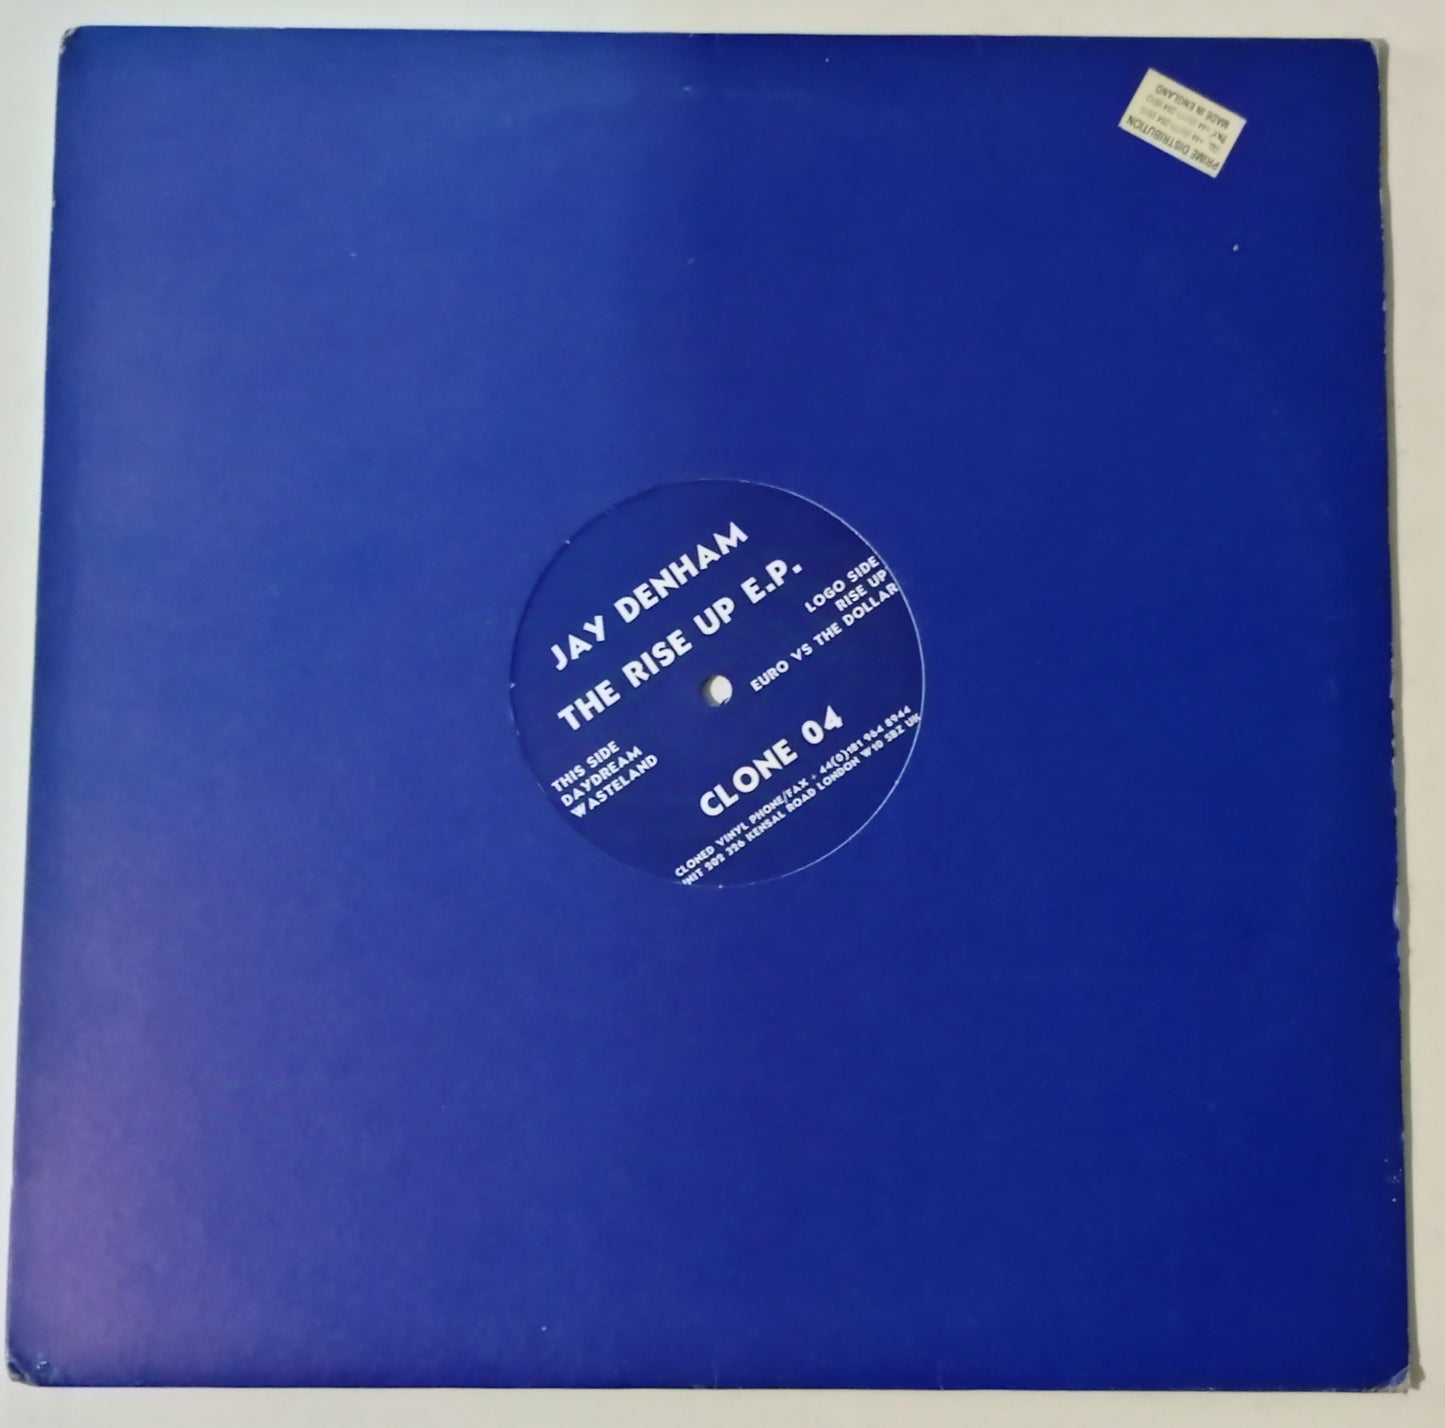 JAY DENHAM
THE RISE UP E.P.
LOGO SIDE
RISE UP
EURO VS THE DOLLAR
THIS SIDE
DAYDREAM
WASTELAND
CLONE 04
CLONED VINYL PHONE/FAX + 44(0)181 964 8944
UNIT 202 326 KENSAL ROAD LONDON W10 5BZ UK
PRIME DISTRIBUTION
MADE IN ENGLAND